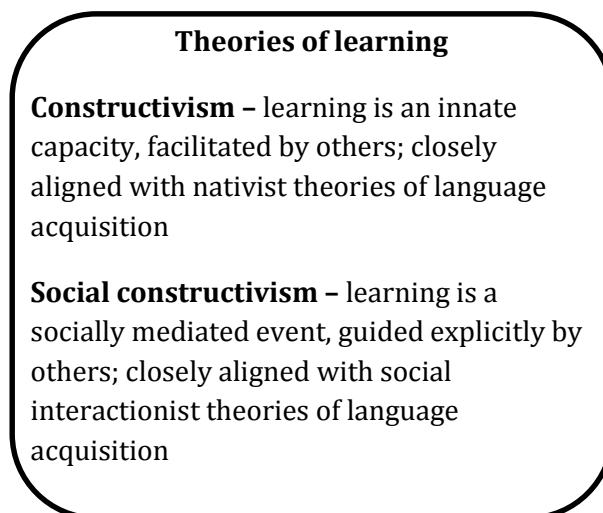 Theories of learning
Constructivism – learning is an innate
capacity, facilitated by others; closely
aligned with nativist theories of language
acquisition
Social constructivism – learning is a
socially mediated event, guided explicitly by
others; closely aligned with social
interactionist theories of language
acquisition